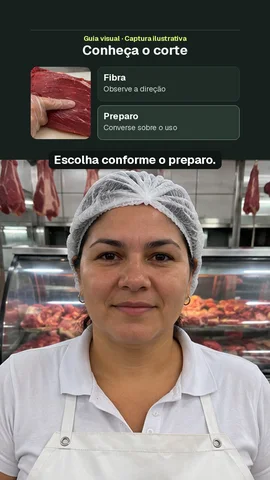 Guia visual · Captura ilustrativa
Conheça o corte
Fibra
Observe a direção
Preparo
Converse sobre o uso
Escolha conforme o preparo.